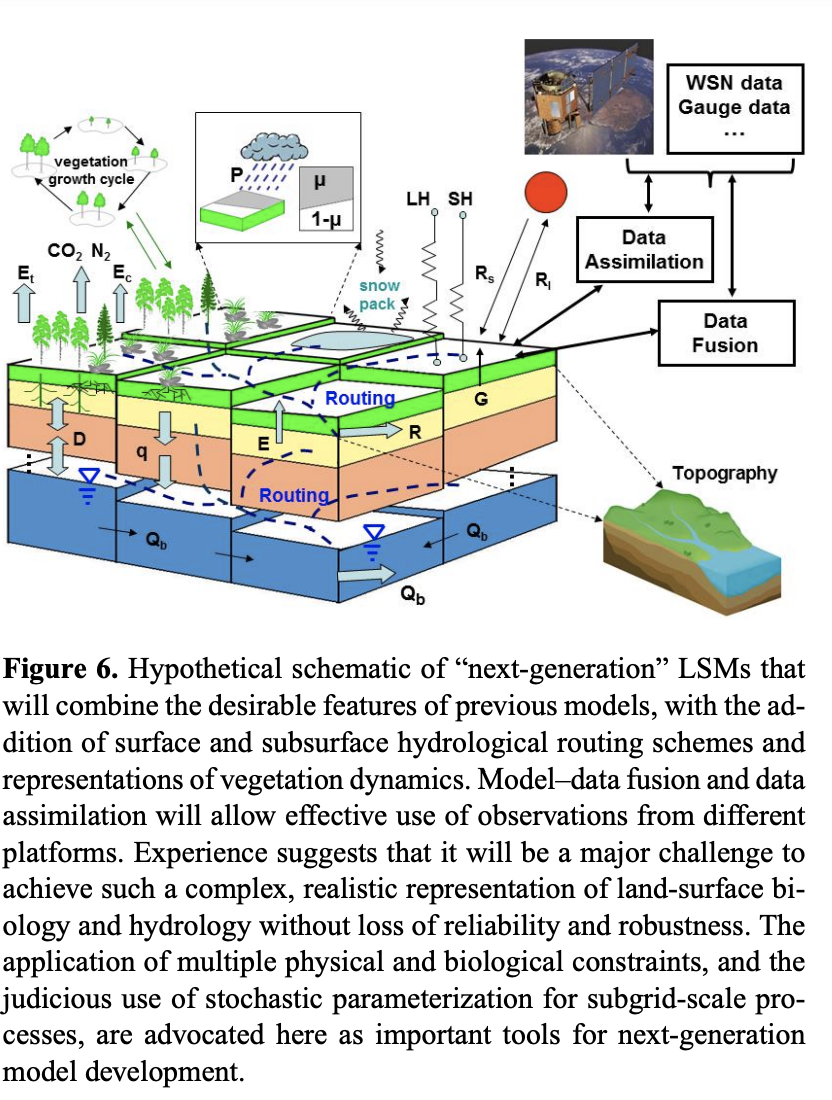 WSN data
Gauge data
...
vegetation
growth cycle
P
μ
1-μ
LH SH
Data
Assimilation
CO₂ N₂
Eₜ
E꜀
snow
pack
Rₛ
Rₗ
Data
Fusion
Routing
G
D
q
E
R
Routing
Topography
Q_b
Q_b
Q_b
Figure 6. Hypothetical schematic of “next-generation” LSMs that
will combine the desirable features of previous models, with the ad-
dition of surface and subsurface hydrological routing schemes and
representations of vegetation dynamics. Model–data fusion and data
assimilation will allow effective use of observations from different
platforms. Experience suggests that it will be a major challenge to
achieve such a complex, realistic representation of land-surface bi-
ology and hydrology without loss of reliability and robustness. The
application of multiple physical and biological constraints, and the
judicious use of stochastic parameterization for subgrid-scale pro-
cesses, are advocated here as important tools for next-generation
model development.